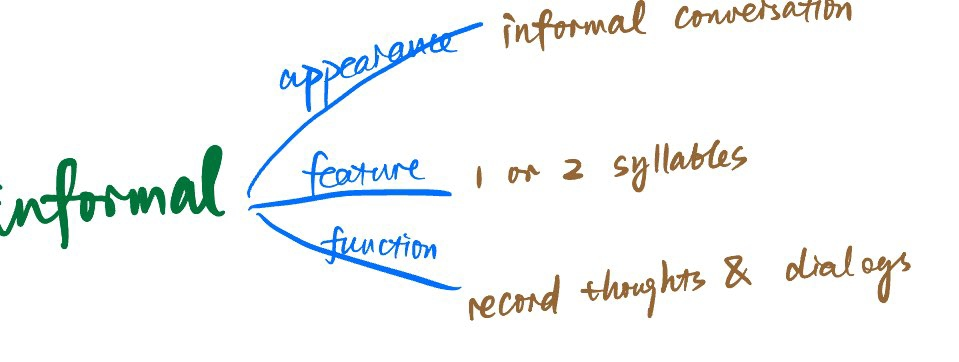 informal
appearance
informal conversation
feature
1 or 2 syllables
function
record thoughts & dialogs